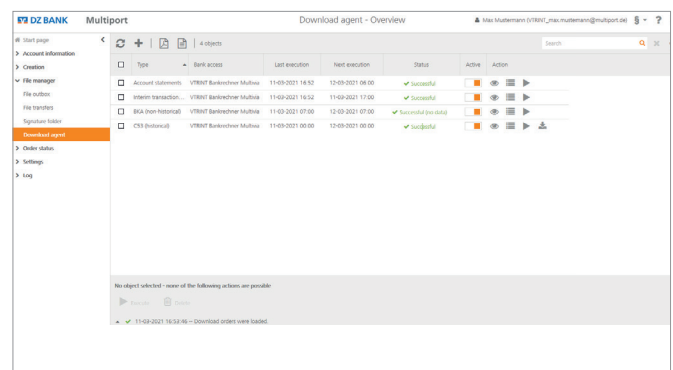 DZ BANK Multiport Download agent - Overview Max Mustermann (VTRINT_max.mustermann@multiport.de) § ?
Start page
4 objects
Search
Account information
Creation
File manager
File outbox
File transfers
Signature folder
Download agent
Order status
Settings
Log
Type Bank access Last execution Next execution Status Active Action
Account statements VTRINT Bankrechner Multivia 11-03-2021 16:52 12-03-2021 06:00 Successful
Interim transaction... VTRINT Bankrechner Multivia 11-03-2021 16:52 11-03-2021 17:00 Successful
BKA (non-historical) VTRINT Bankrechner Multivia 11-03-2021 07:00 12-03-2021 07:00 Successful (no data)
C53 (historical) VTRINT Bankrechner Multivia 11-03-2021 00:00 12-03-2021 00:00 Successful
No object selected - none of the following actions are possible
Execute Delete
11-03-2021 16:53:46 – Download orders were loaded.